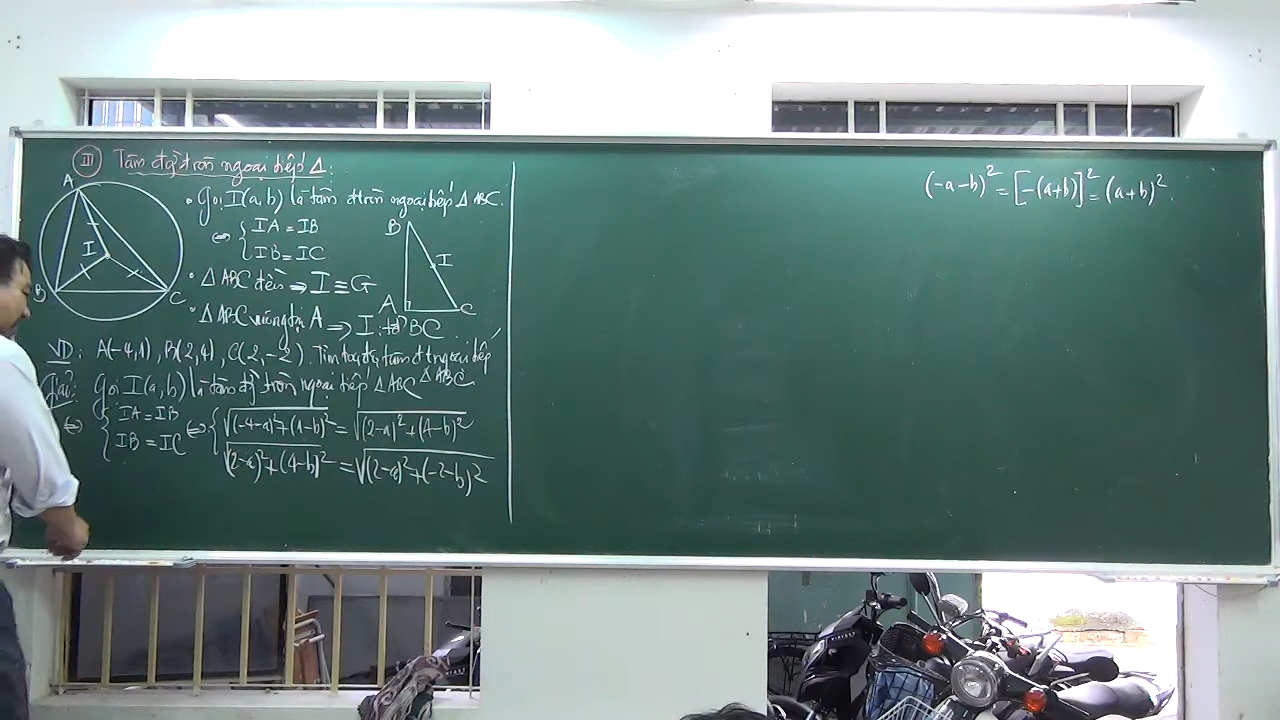 III Tâm đường tròn ngoại tiếp Δ:
A
B
C
I
• Gọi I(a,b) là tâm đtròn ngoại tiếp Δ ABC.
⇔ { IA = IB
IB = IC
• Δ ABC đều ⇒ I ≡ G
• Δ ABC vuông tại A ⇒ I: tđ BC.
B
I
A
C
VD: A(-4,1), B(2,4), C(2,-2). Tìm tọa độ tâm đt ngoại tiếp
Δ ABC
Giải: Gọi I(a,b) là tâm đg tròn ngoại tiếp Δ ABC
⇔ { IA = IB ⇔ { √(-4-a)²+(1-b)² = √(2-a)²+(4-b)²
IB = IC √(2-a)²+(4-b)² = √(2-a)²+(-2-b)²
(-a-b)² = [-(a+b)]² = (a+b)².